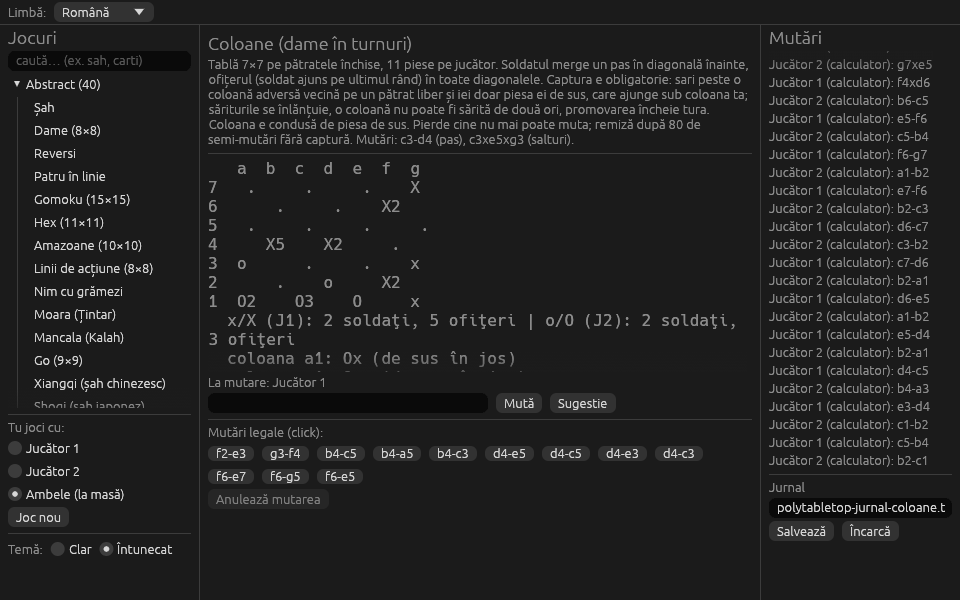 Limbă: Română
Jocuri
caută... (ex. sah, carti)
Abstract (40)
Șah
Dame (8×8)
Reversi
Patru în linie
Gomoku (15×15)
Hex (11×11)
Amazoane (10×10)
Linii de acțiune (8×8)
Nim cu grămezi
Moara (Țintar)
Mancala (Kalah)
Go (9×9)
Xiangqi (șah chinezesc)
Shogi (șah japonez)
Tu joci cu:
Jucător 1
Jucător 2
Ambele (la masă)
Joc nou
Temă: Clar Întunecat
Coloane (dame în turnuri)
Tablă 7×7 pe pătratele închise, 11 piese pe jucător. Soldatul merge un pas în diagonală înainte,
ofițerul (soldat ajuns pe ultimul rând) în toate diagonalele. Captura e obligatorie: sari peste o
coloană adversă vecină pe un pătrat liber și iei doar piesa ei de sus, care ajunge sub coloana ta;
săriturile se înlănțuie, o coloană nu poate fi sărită de două ori, promovarea încheie tura.
Coloana e condusă de piesa de sus. Pierde cine nu mai poate muta; remiză după 80 de
semi-mutări fără captură. Mutări: c3-d4 (pas), c3xe5xg3 (salturi).
a b c d e f g
7 . . . X
6 . . X2
5 . . . .
4 X5 X2 .
3 o . . x
2 . o X2
1 O2 O3 O x
x/X (J1): 2 soldați, 5 ofițeri | o/O (J2): 2 soldați,
3 ofițeri
coloana a1: Ox (de sus în jos)
La mutare: Jucător 1
Mută Sugestie
Mutări legale (click):
f2-e3 g3-f4 b4-c5 b4-a5 b4-c3 d4-e5 d4-c5 d4-e3 d4-c3
f6-e7 f6-g5 f6-e5
Anulează mutarea
Mutări
Jucător 2 (calculator): g7xe5
Jucător 1 (calculator): f4xd6
Jucător 2 (calculator): b6-c5
Jucător 1 (calculator): e5-f6
Jucător 2 (calculator): c5-b4
Jucător 1 (calculator): f6-g7
Jucător 2 (calculator): a1-b2
Jucător 1 (calculator): e7-f6
Jucător 2 (calculator): b2-c3
Jucător 1 (calculator): d6-c7
Jucător 2 (calculator): c3-b2
Jucător 1 (calculator): c7-d6
Jucător 2 (calculator): b2-a1
Jucător 1 (calculator): d6-e5
Jucător 2 (calculator): a1-b2
Jucător 1 (calculator): e5-d4
Jucător 2 (calculator): b2-a1
Jucător 1 (calculator): d4-c5
Jucător 2 (calculator): b4-a3
Jucător 1 (calculator): e3-d4
Jucător 2 (calculator): c1-b2
Jucător 1 (calculator): c5-b4
Jucător 2 (calculator): b2-c1
Jurnal
polytabletop-jurnal-coloane.t
Salvează Încarcă